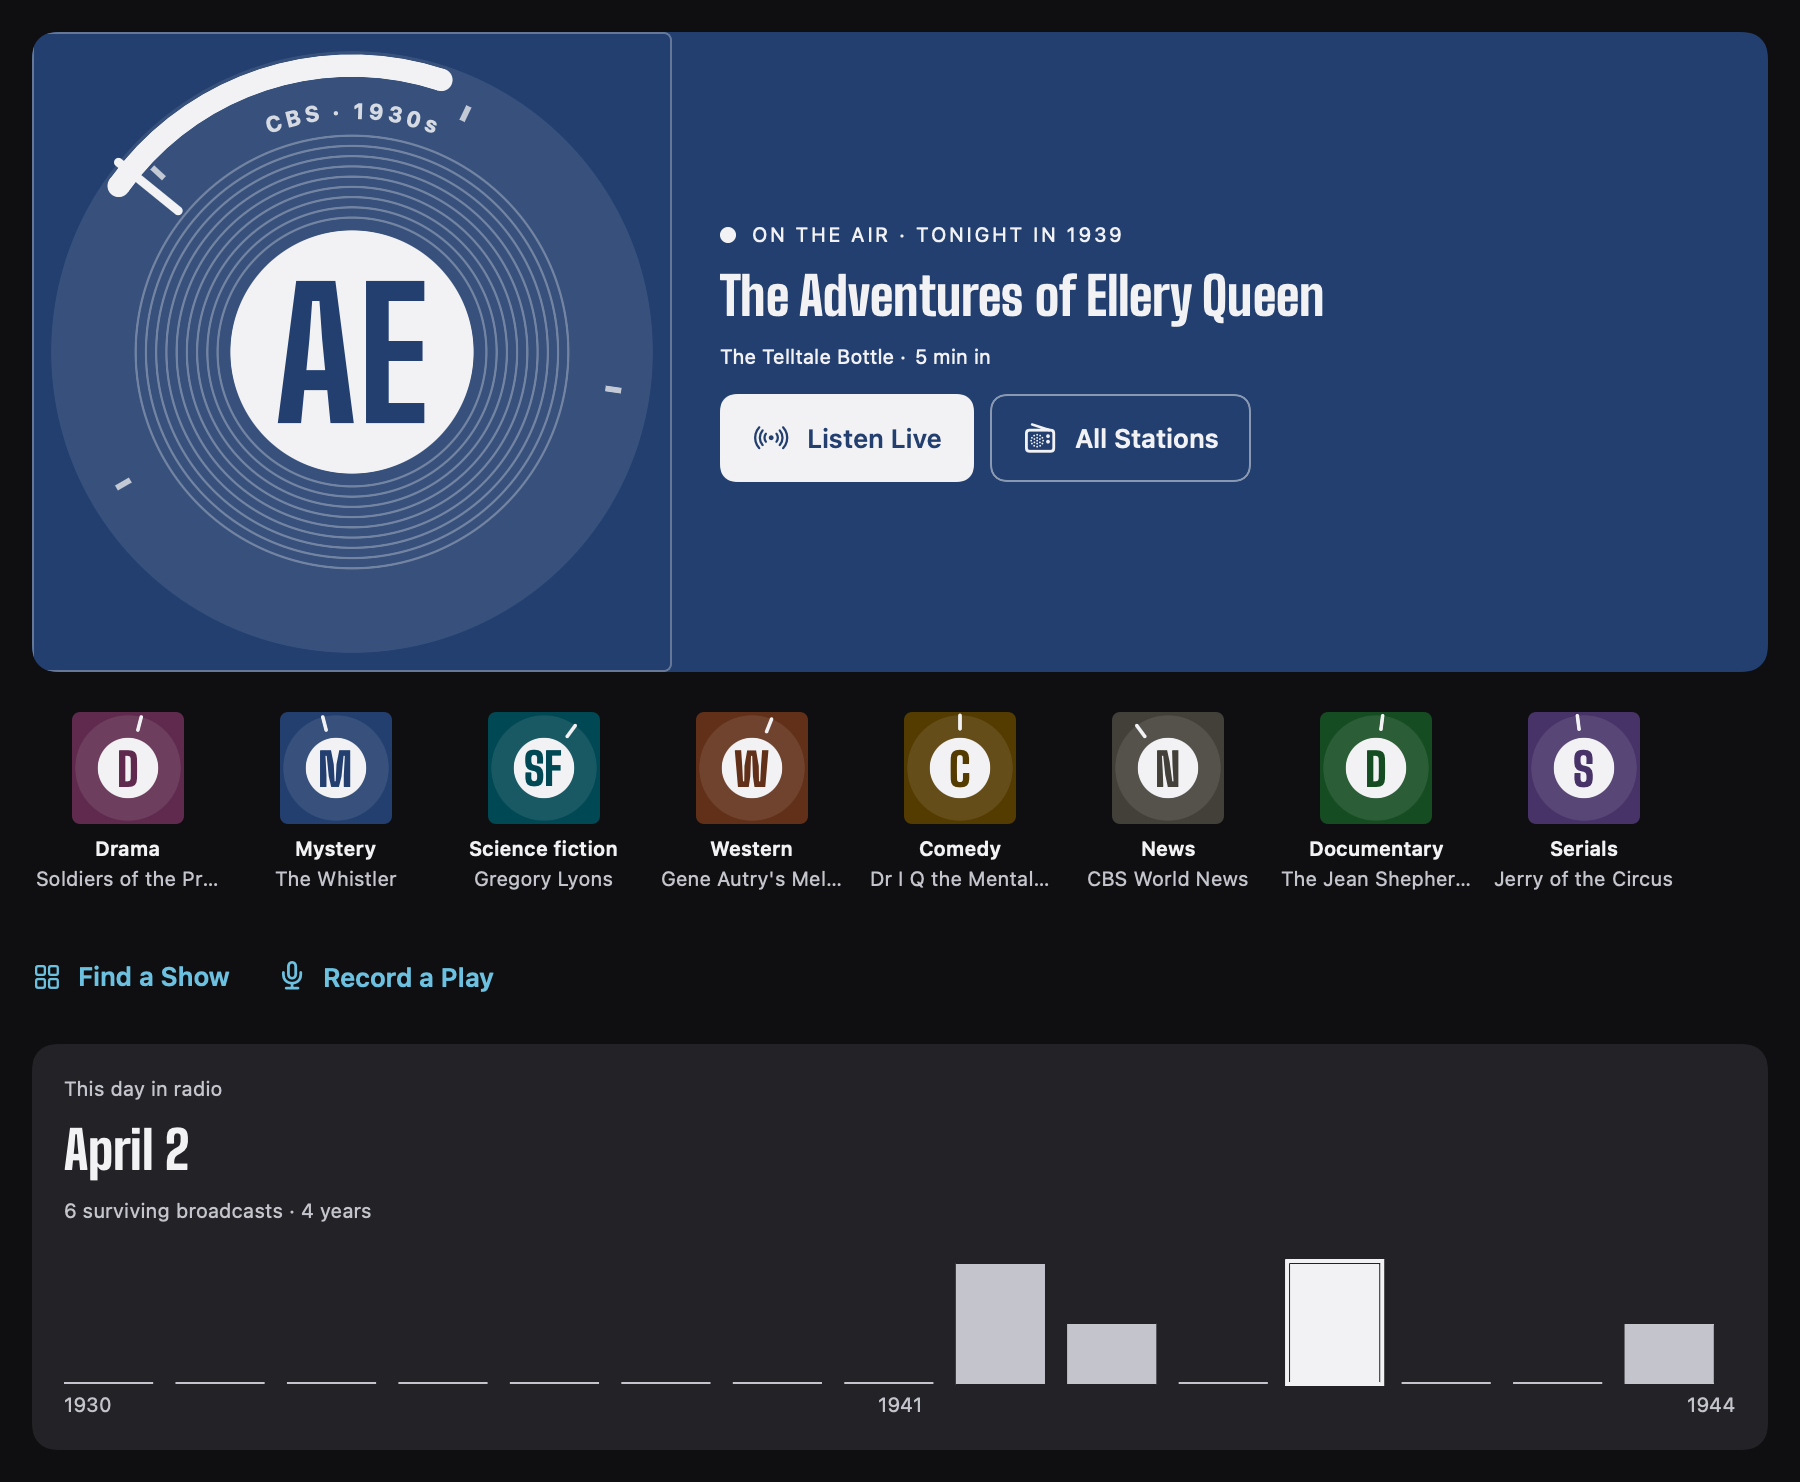 CBS · 1930s
AE
ON THE AIR · TONIGHT IN 1939
The Adventures of Ellery Queen
The Telltale Bottle · 5 min in
Listen Live
All Stations
D
M
SF
W
C
N
D
S
Drama
Mystery
Science fiction
Western
Comedy
News
Documentary
Serials
Soldiers of the Pr...
The Whistler
Gregory Lyons
Gene Autry's Mel...
Dr I Q the Mental...
CBS World News
The Jean Shepher...
Jerry of the Circus
Find a Show
Record a Play
This day in radio
April 2
6 surviving broadcasts · 4 years
1930
1941
1944